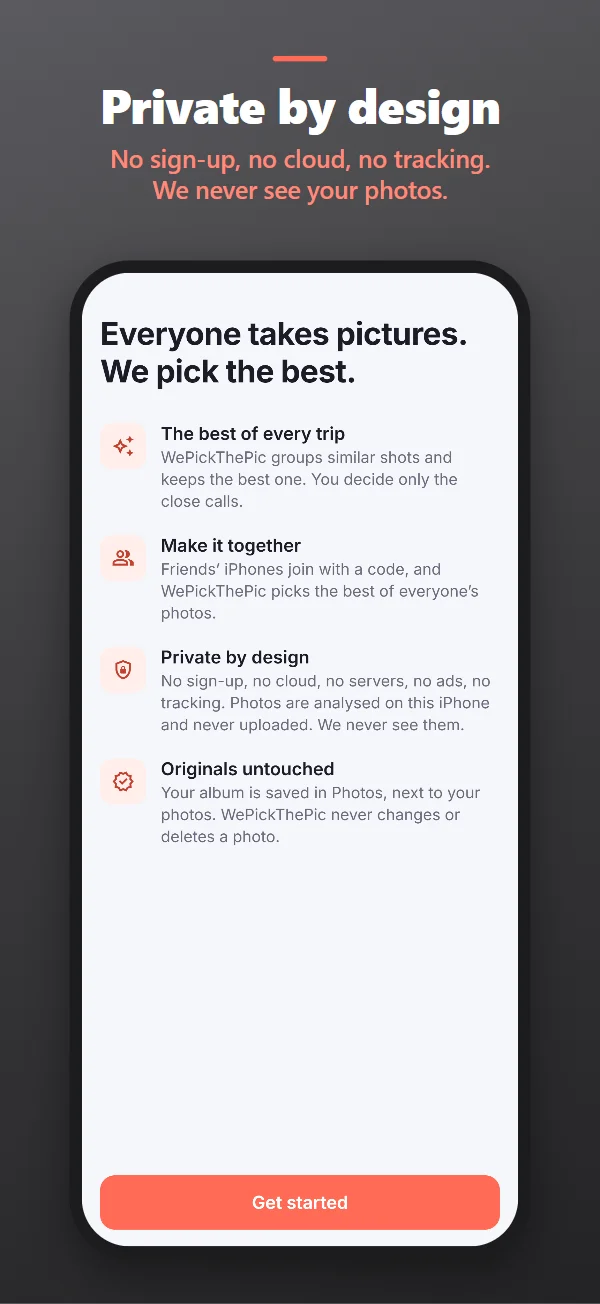 Private by design
No sign-up, no cloud, no tracking.
We never see your photos.
Everyone takes pictures.
We pick the best.
The best of every trip
WePickThePic groups similar shots and
keeps the best one. You decide only the
close calls.
Make it together
Friends’ iPhones join with a code, and
WePickThePic picks the best of everyone’s
photos.
Private by design
No sign-up, no cloud, no servers, no ads, no
tracking. Photos are analysed on this iPhone
and never uploaded. We never see them.
Originals untouched
Your album is saved in Photos, next to your
photos. WePickThePic never changes or
deletes a photo.
Get started